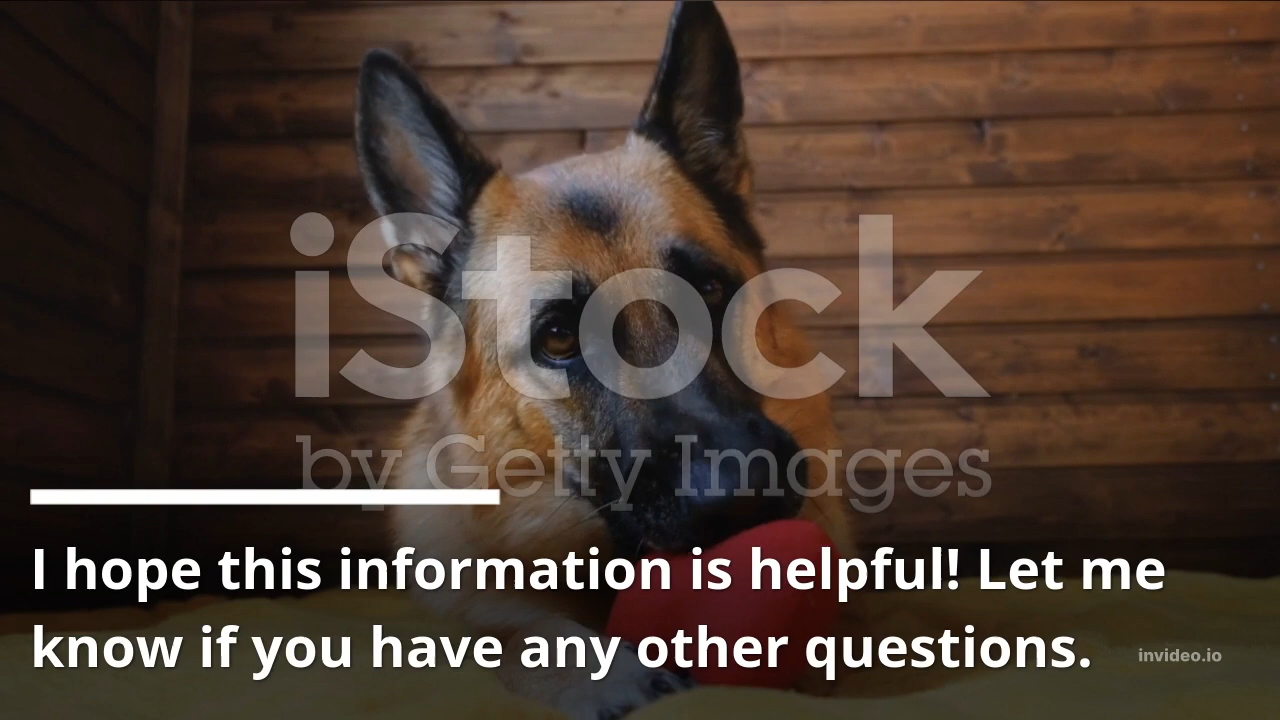 iStock
by Getty Images
I hope this information is helpful! Let me
know if you have any other questions.
invideo.io